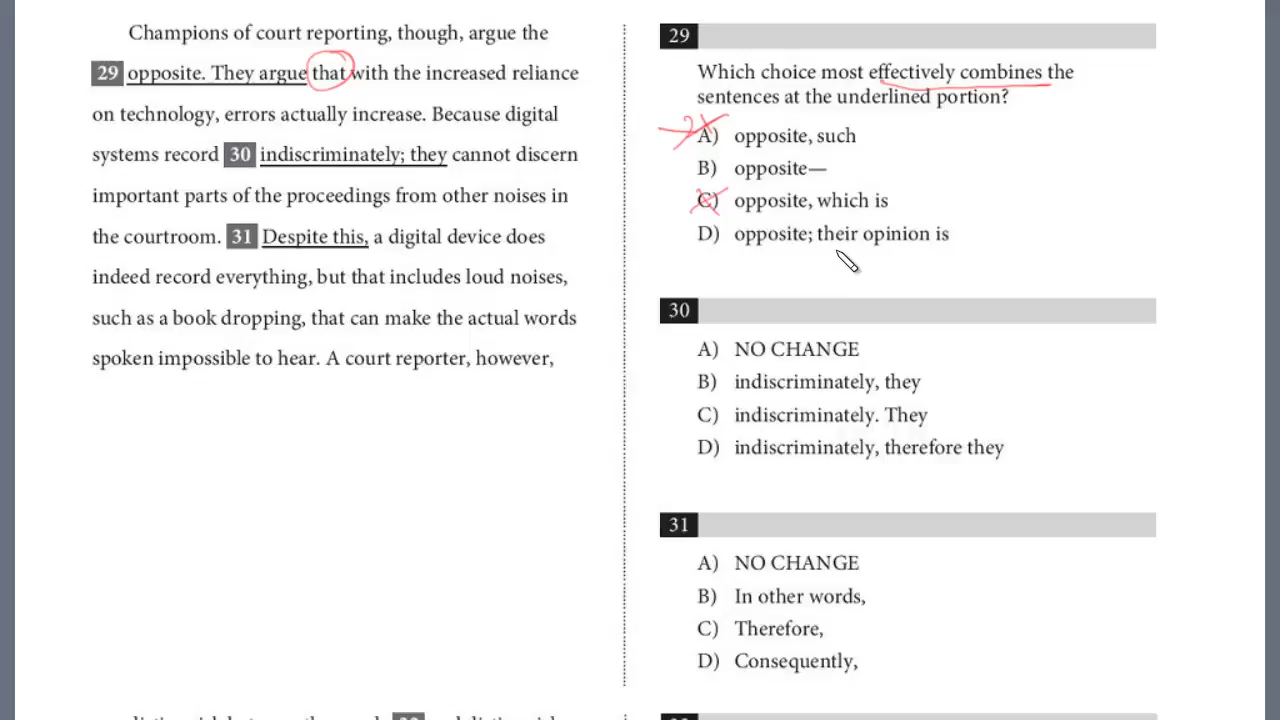 Champions of court reporting, though, argue the
29 opposite. They argue that with the increased reliance
on technology, errors actually increase. Because digital
systems record 30 indiscriminately; they cannot discern
important parts of the proceedings from other noises in
the courtroom. 31 Despite this, a digital device does
indeed record everything, but that includes loud noises,
such as a book dropping, that can make the actual words
spoken impossible to hear. A court reporter, however,
29
Which choice most effectively combines the
sentences at the underlined portion?
A) opposite, such
B) opposite—
C) opposite, which is
D) opposite; their opinion is
30
A) NO CHANGE
B) indiscriminately, they
C) indiscriminately. They
D) indiscriminately, therefore they
31
A) NO CHANGE
B) In other words,
C) Therefore,
D) Consequently,